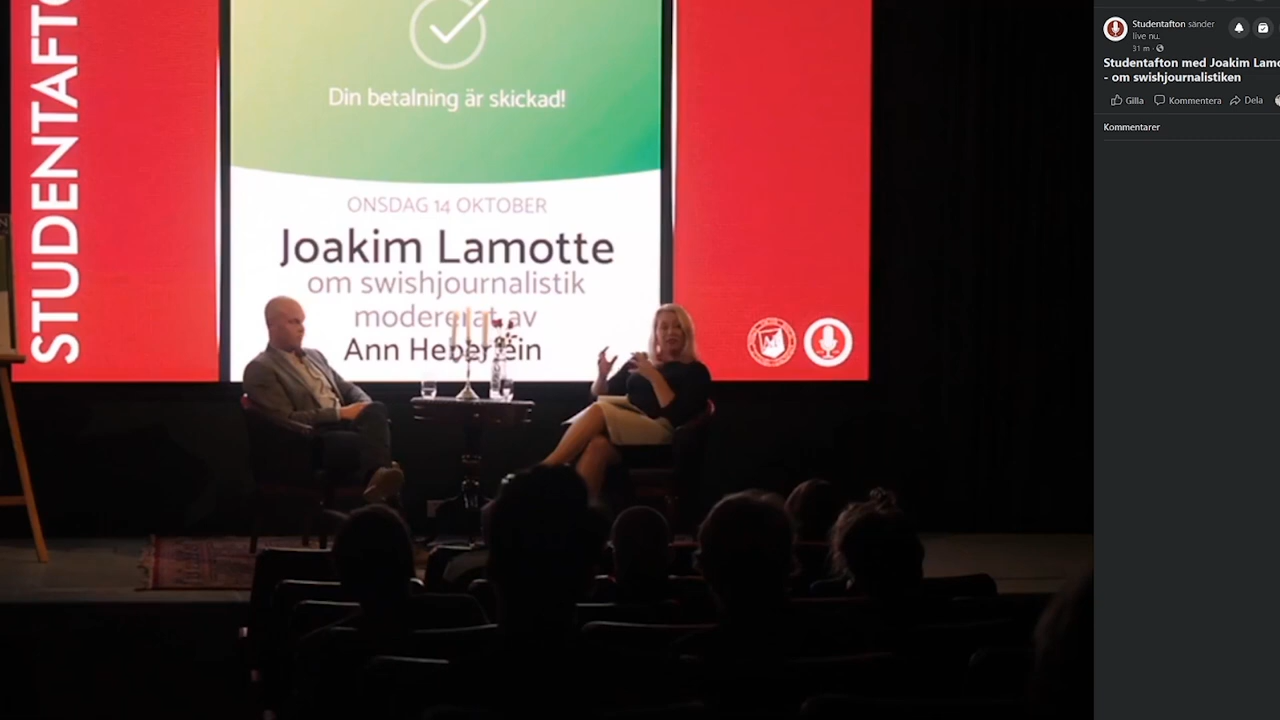 STUDENTAFTO
Din betalning är skickad!
ONSDAG 14 OKTOBER
Joakim Lamotte
om swishjournalistik
modererat av
Ann Heberlein
Studentafton sänder
live nu.
31 m
Studentafton med Joakim Lamo
- om swishjournalistiken
Gilla
Kommentera
Dela
Kommentarer